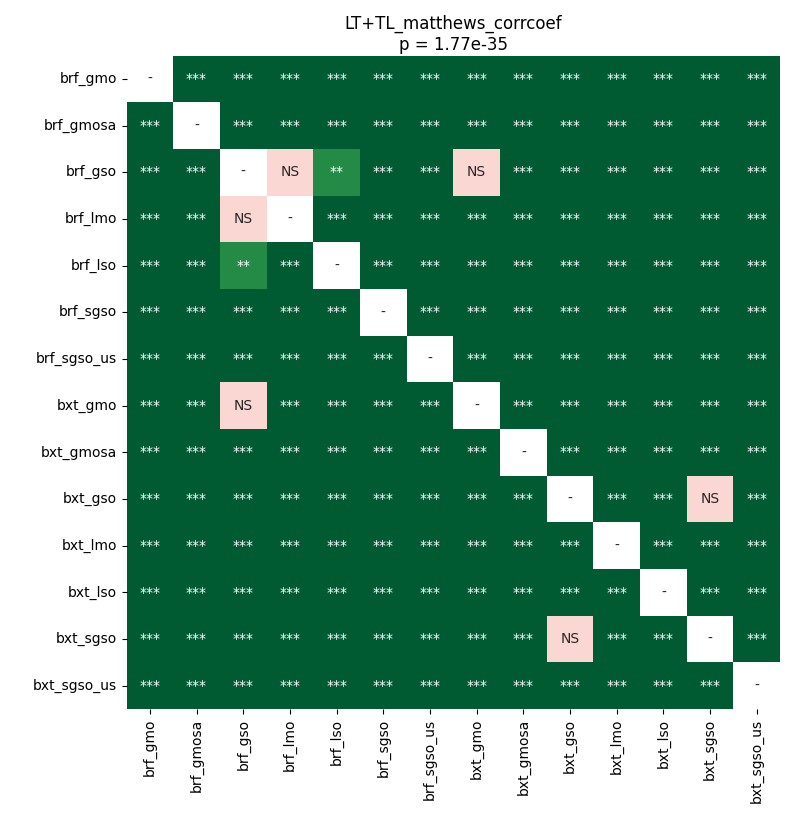 LT+TL_matthews_corrcoef
p = 1.77e-35
brf_gmo - *** *** *** *** *** *** *** *** *** *** *** *** ***
brf_gmosa *** - *** *** *** *** *** *** *** *** *** *** *** ***
brf_gso *** *** - NS ** *** *** NS *** *** *** *** *** ***
brf_lmo *** *** NS - *** *** *** *** *** *** *** *** *** ***
brf_lso *** *** ** *** - *** *** *** *** *** *** *** *** ***
brf_sgso *** *** *** *** *** - *** *** *** *** *** *** *** ***
brf_sgso_us *** *** *** *** *** *** - *** *** *** *** *** *** ***
bxt_gmo *** *** NS *** *** *** *** - *** *** *** *** *** ***
bxt_gmosa *** *** *** *** *** *** *** *** - *** *** *** *** ***
bxt_gso *** *** *** *** *** *** *** *** *** - *** *** NS ***
bxt_lmo *** *** *** *** *** *** *** *** *** *** - *** *** ***
bxt_lso *** *** *** *** *** *** *** *** *** *** *** - *** ***
bxt_sgso *** *** *** *** *** *** *** *** *** NS *** *** - ***
bxt_sgso_us *** *** *** *** *** *** *** *** *** *** *** *** *** -
brf_gmo brf_gmosa brf_gso brf_lmo brf_lso brf_sgso brf_sgso_us bxt_gmo bxt_gmosa bxt_gso bxt_lmo bxt_lso bxt_sgso bxt_sgso_us